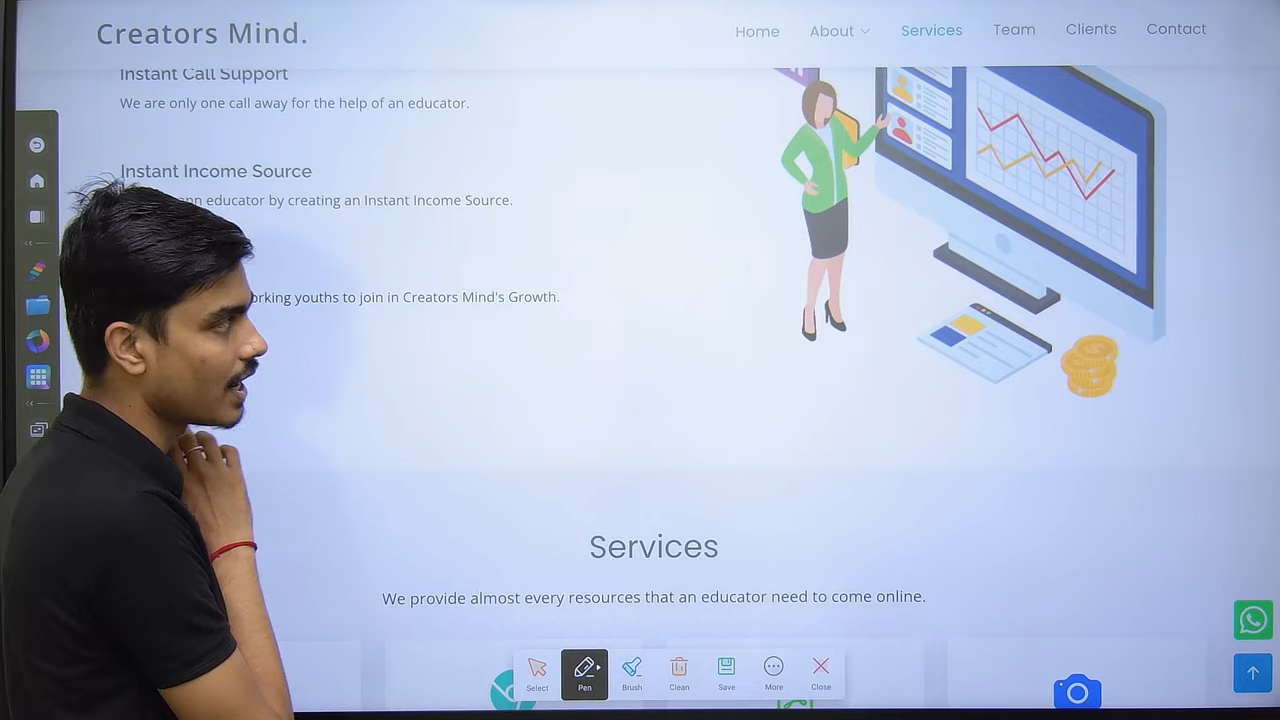 Creators Mind.
Home About Services Team Clients Contact
Instant Call Support
We are only one call away for the help of an educator.
Instant Income Source
educator by creating an Instant Income Source.
youths to join in Creators Mind's Growth.
Services
We provide almost every resources that an educator need to come online.
Select Pen Brush Clean Save More Close